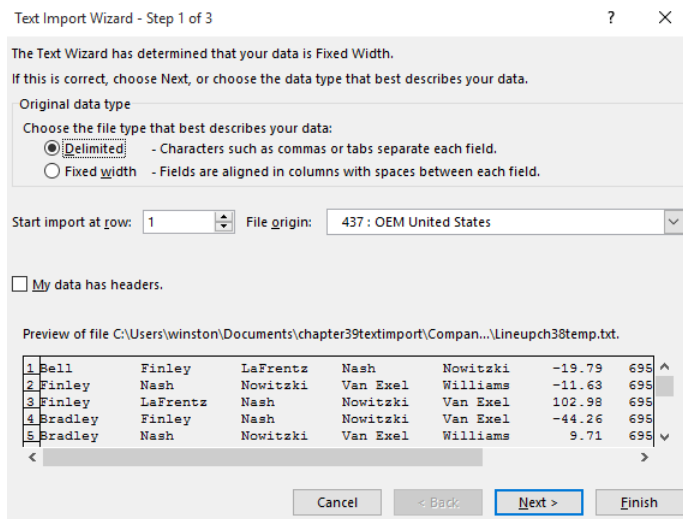 Text Import Wizard - Step 1 of 3 ? ×
The Text Wizard has determined that your data is Fixed Width.
If this is correct, choose Next, or choose the data type that best describes your data.
Original data type
Choose the file type that best describes your data:
Delimited - Characters such as commas or tabs separate each field.
Fixed width - Fields are aligned in columns with spaces between each field.
Start import at row: 1 File origin: 437 : OEM United States
My data has headers.
Preview of file C:\Users\winston\Documents\chapter39textimport\Compan...\Lineupch38temp.txt.
1 Bell Finley LaFrentz Nash Nowitzki -19.79 695
2 Finley Nash Nowitzki Van Exel Williams -11.63 695
3 Finley LaFrentz Nash Nowitzki Van Exel 102.98 695
4 Bradley Finley Nash Nowitzki Van Exel -44.26 695
5 Bradley Nash Nowitzki Van Exel Williams 9.71 695
Cancel < Back Next > Finish